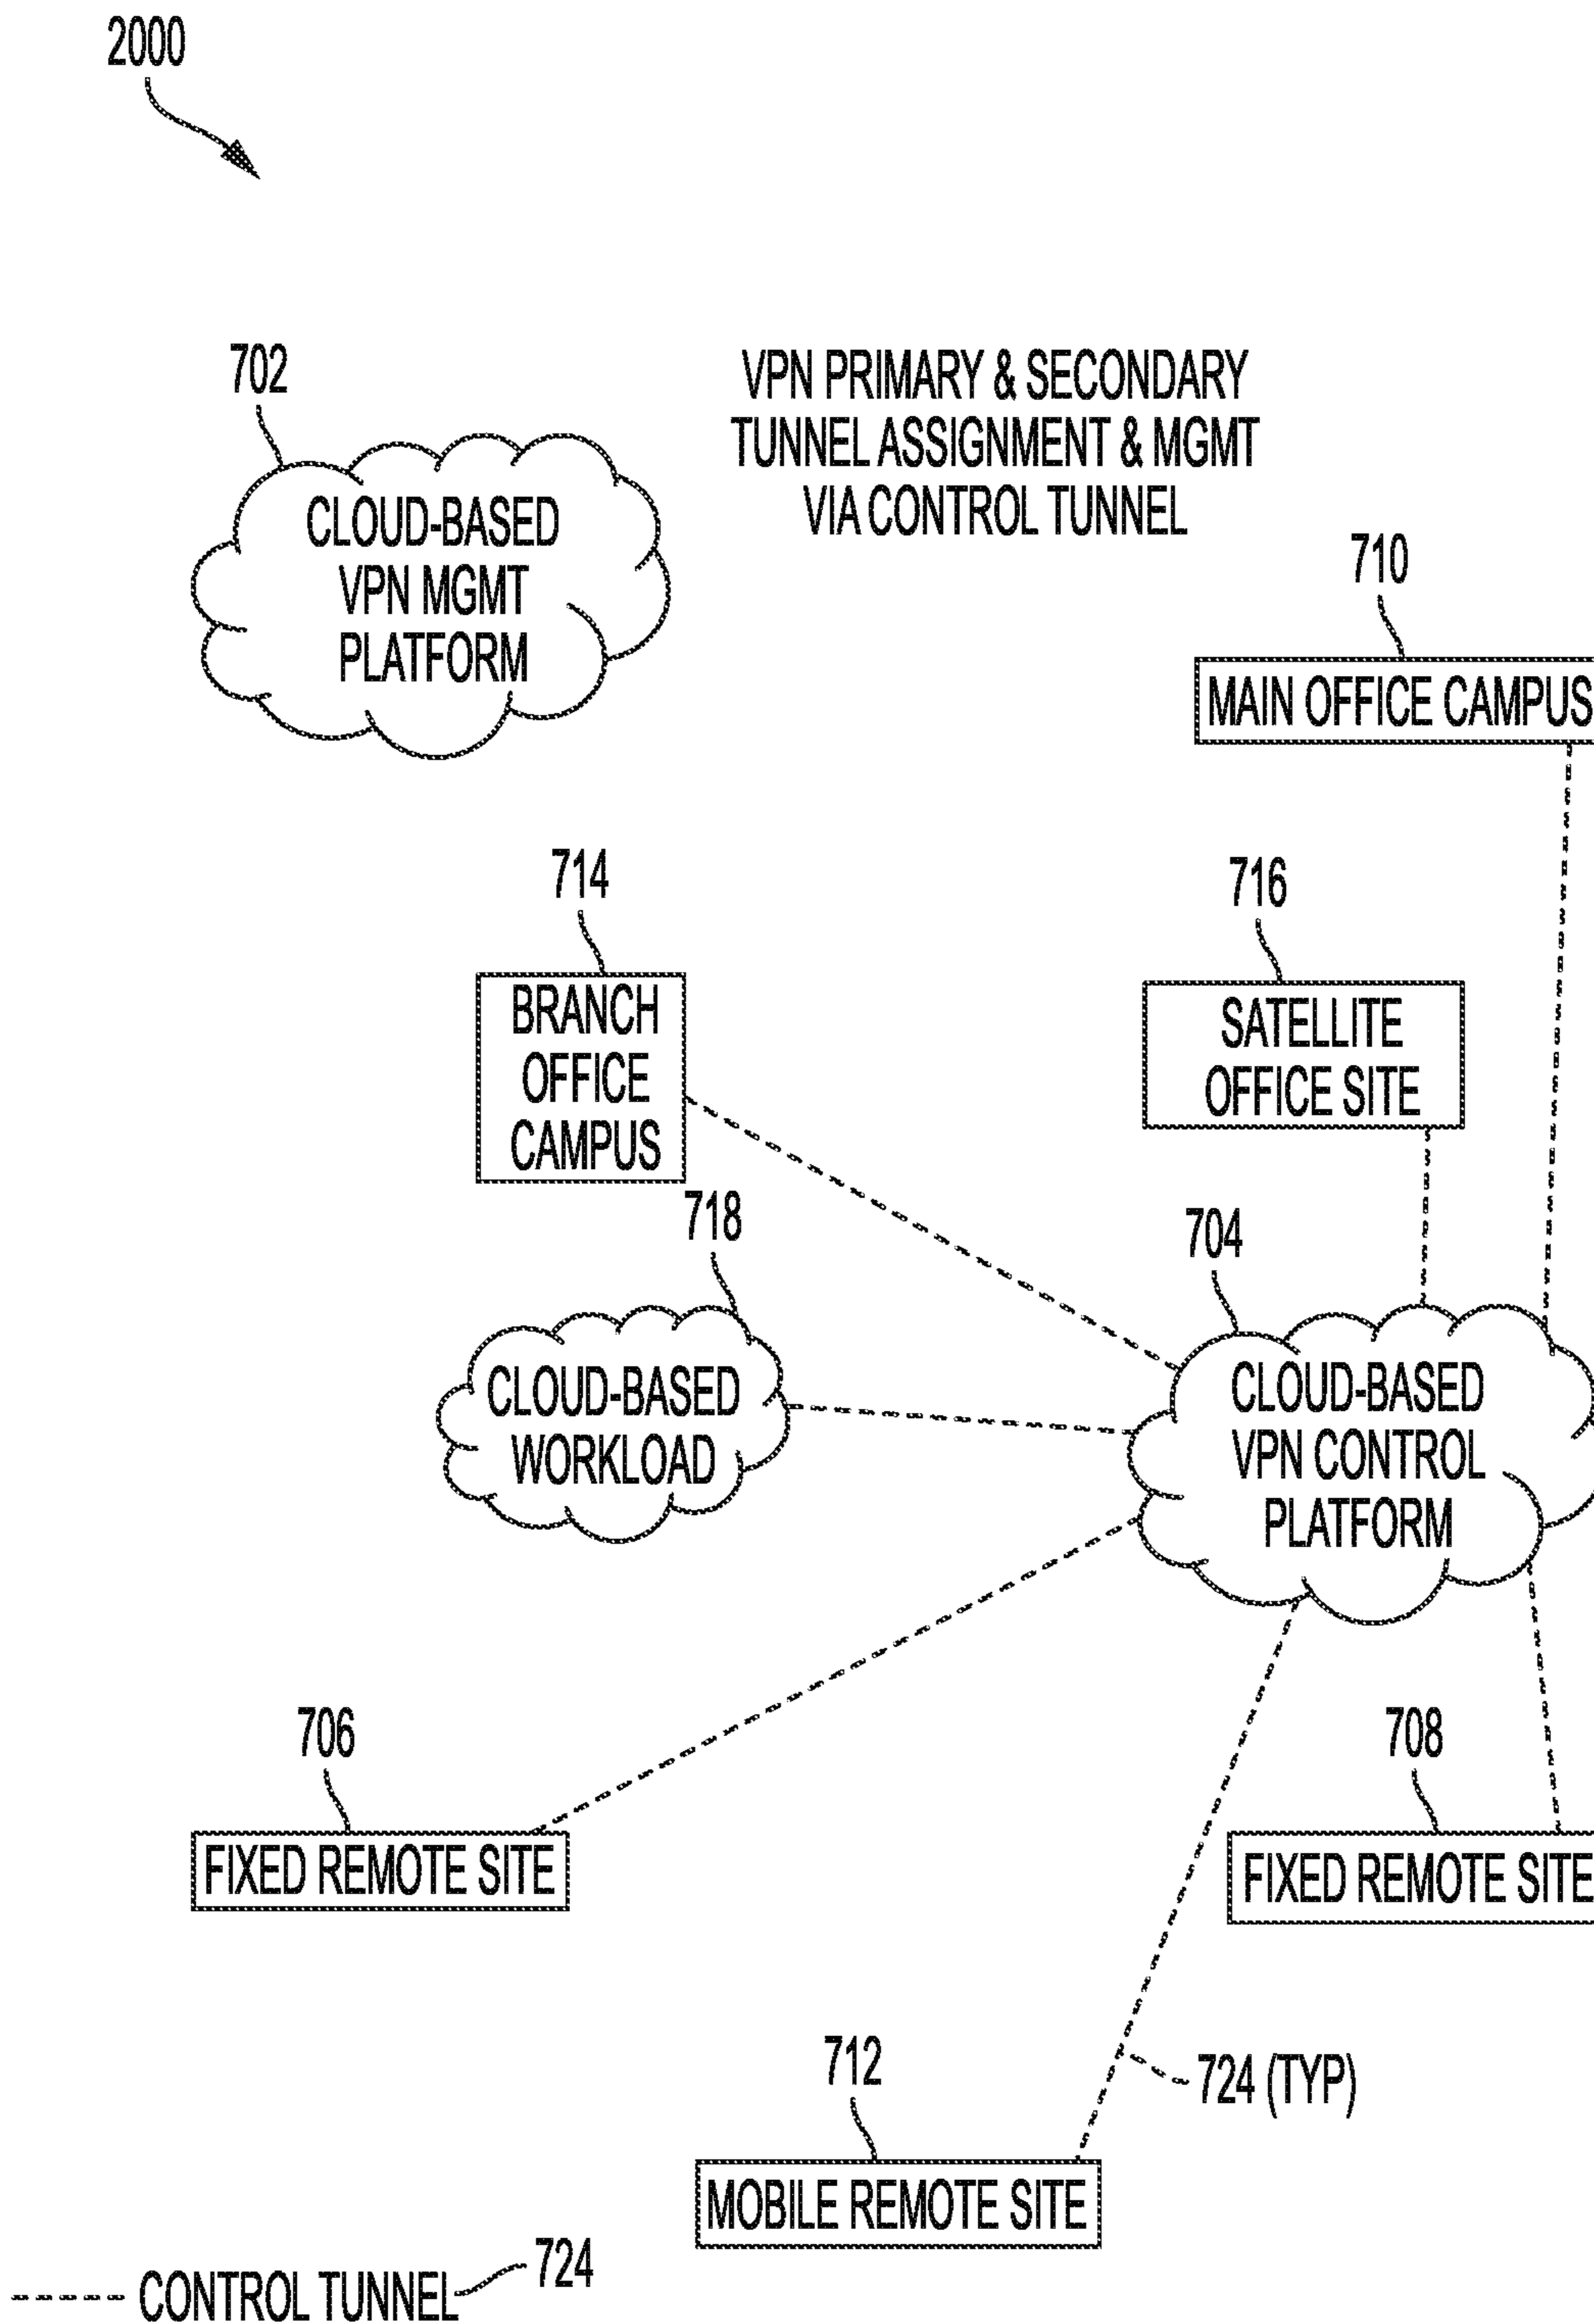 2000
702
VPN PRIMARY & SECONDARY
TUNNEL ASSIGNMENT & MGMT
VIA CONTROL TUNNEL
CLOUD-BASED
VPN MGMT
PLATFORM
710
MAIN OFFICE CAMPUS
714
BRANCH
OFFICE
CAMPUS
716
SATELLITE
OFFICE SITE
718
CLOUD-BASED
WORKLOAD
704
CLOUD-BASED
VPN CONTROL
PLATFORM
706
FIXED REMOTE SITE
708
FIXED REMOTE SITE
712
MOBILE REMOTE SITE
724 (TYP)
CONTROL TUNNEL 724